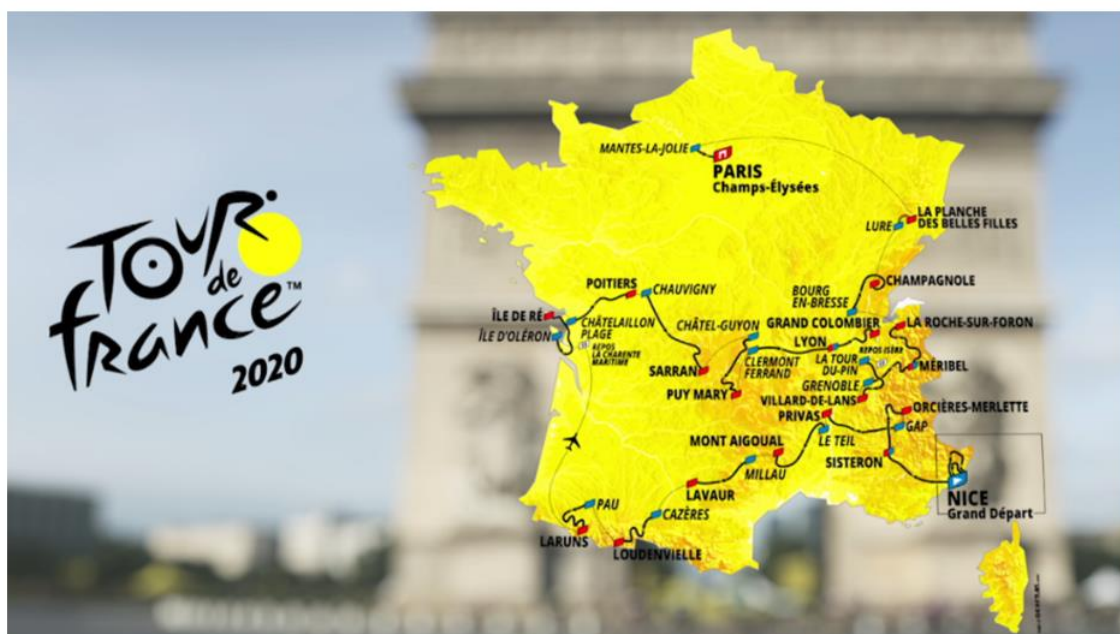 TOUR
de
france™
2020
MANTES-LA-JOLIE
PARIS
Champs-Élysées
LA PLANCHE
DES BELLES FILLES
LURE
CHAMPAGNOLE
BOURG
EN-BRESSE
POITIERS
CHAUVIGNY
ÎLE DE RÉ
ÎLE D'OLÉRON
CHÂTELAILLON
PLAGE
REPOS
LA CHARENTE
MARITIME
CHÂTEL-GUYON
GRAND COLOMBIER
LA ROCHE-SUR-FORON
LYON
CLERMONT
FERRAND
LA TOUR
DU-PIN
REPOS ISÈRE
SARRAN
GRENOBLE
MÉRIBEL
PUY MARY
VILLARD-DE-LANS
PRIVAS
ORCIÈRES-MERLETTE
GAP
LE TEIL
MONT AIGOUAL
MILLAU
SISTERON
NICE
Grand Départ
LAVAUR
PAU
CAZÈRES
LARUNS
LOUDENVIELLE